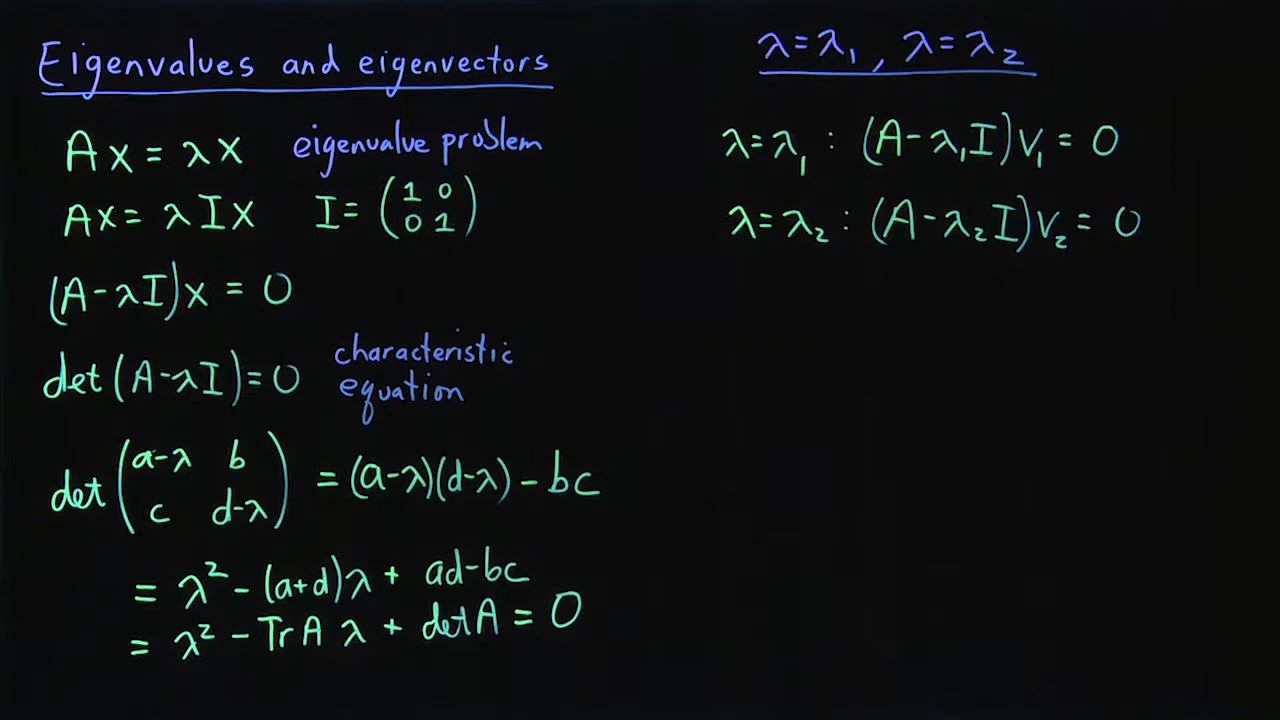 Eigenvalues and eigenvectors
Ax = λx eigenvalue problem
Ax = λIx I = (1 0
0 1)
(A-λI)x = 0
det(A-λI) = 0 characteristic
equation
det (a-λ b
c d-λ) = (a-λ)(d-λ) - bc
= λ² - (a+d)λ + ad-bc
= λ² - TrA λ + detA = 0
λ=λ₁, λ=λ₂
λ=λ₁ : (A-λ₁I)v₁ = 0
λ=λ₂ : (A-λ₂I)v₂ = 0